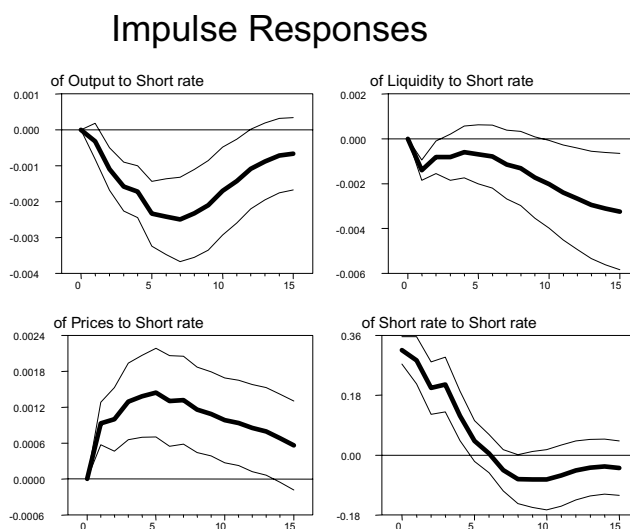 Impulse Responses
of Output to Short rate
0.001
0.000
-0.001
-0.002
-0.003
-0.004
0 5 10 15
of Liquidity to Short rate
0.002
0.000
-0.002
-0.004
-0.006
0 5 10 15
of Prices to Short rate
0.0024
0.0018
0.0012
0.0006
0.0000
-0.0006
0 5 10 15
of Short rate to Short rate
0.36
0.18
0.00
-0.18
0 5 10 15